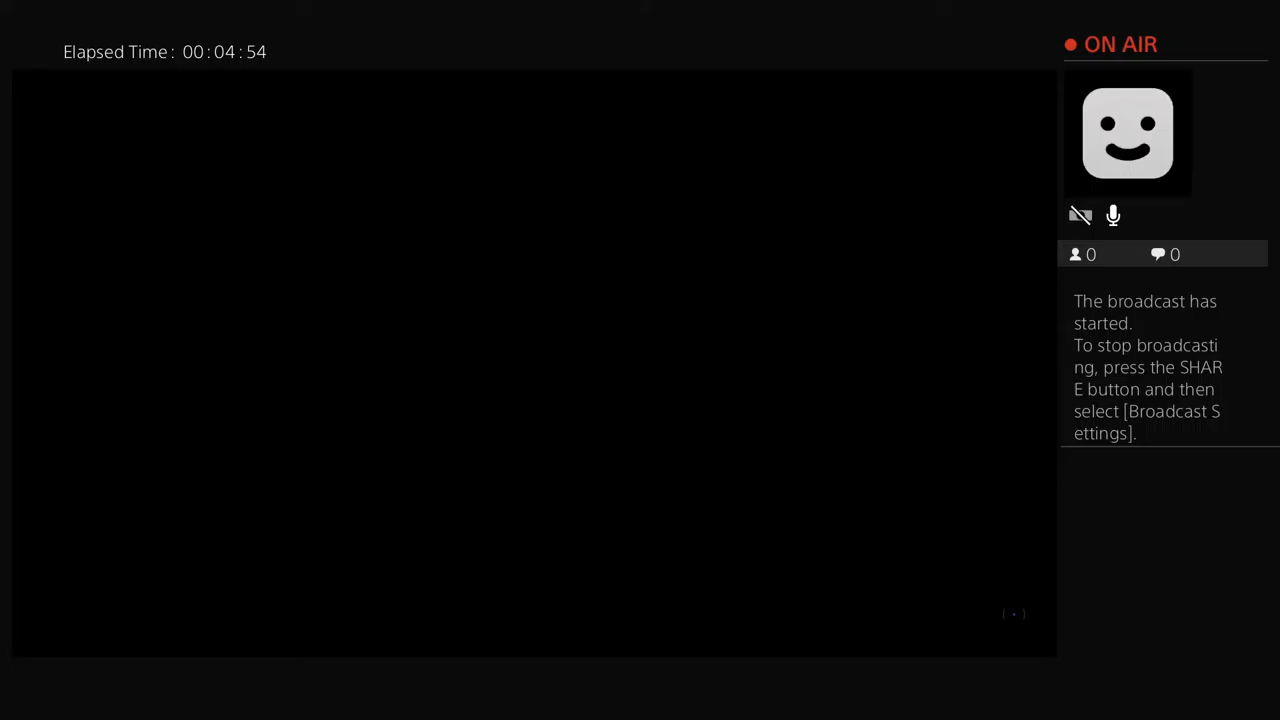 Elapsed Time: 00:04:54
ON AIR
0 0
The broadcast has
started.
To stop broadcasti
ng, press the SHAR
E button and then
select [Broadcast S
ettings].